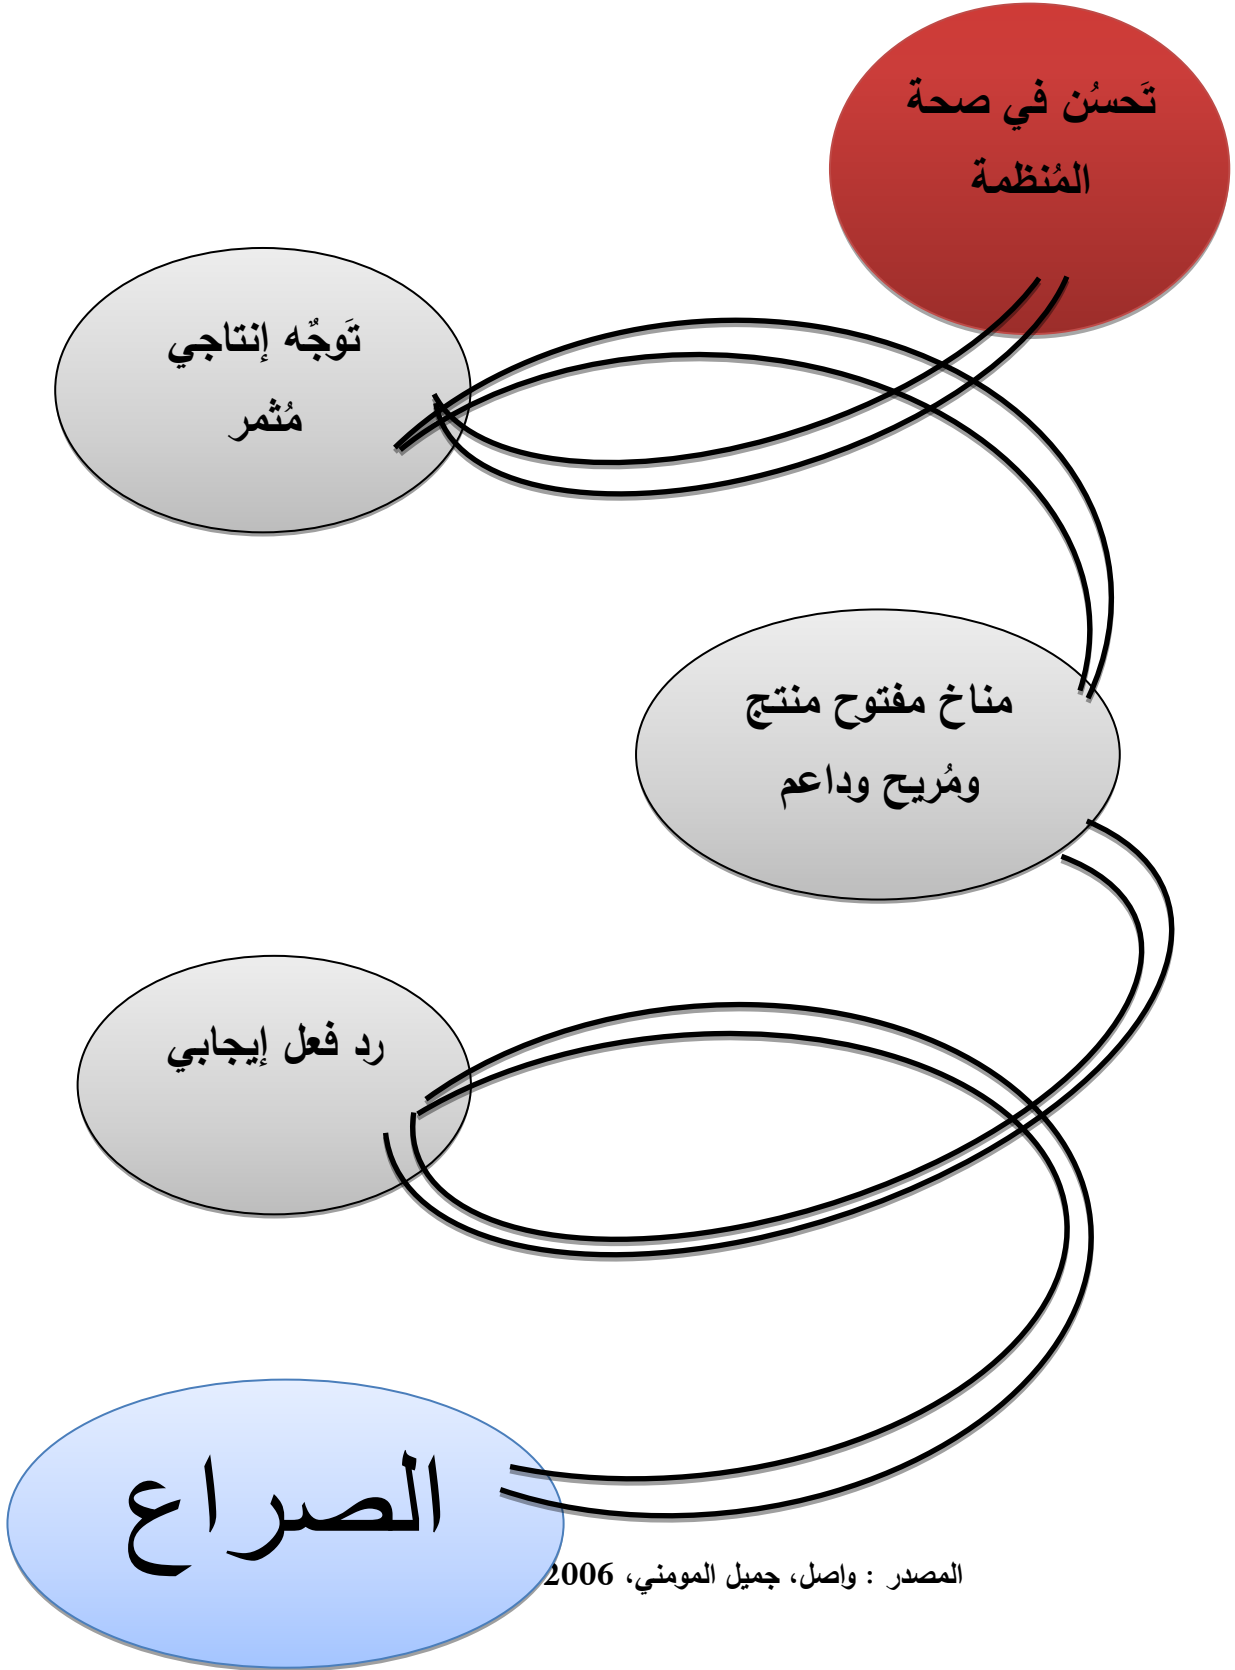 تَحسُن في صحة
المُنظمة
تَوجٌه إنتاجي
مُثمر
مناخ مفتوح منتج
ومُريح وداعم
رد فعل إيجابي
الصراع
المصدر : واصل، جميل المومني، 2006